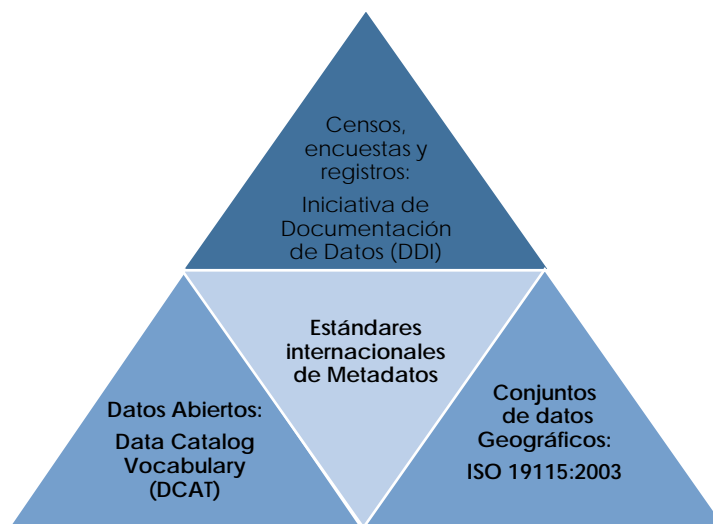 Censos,
encuestas y
registros:
Iniciativa de
Documentación
de Datos (DDI)
Estándares
internacionales
de Metadatos
Datos Abiertos:
Data Catalog
Vocabulary
(DCAT)
Conjuntos
de datos
Geográficos:
ISO 19115:2003